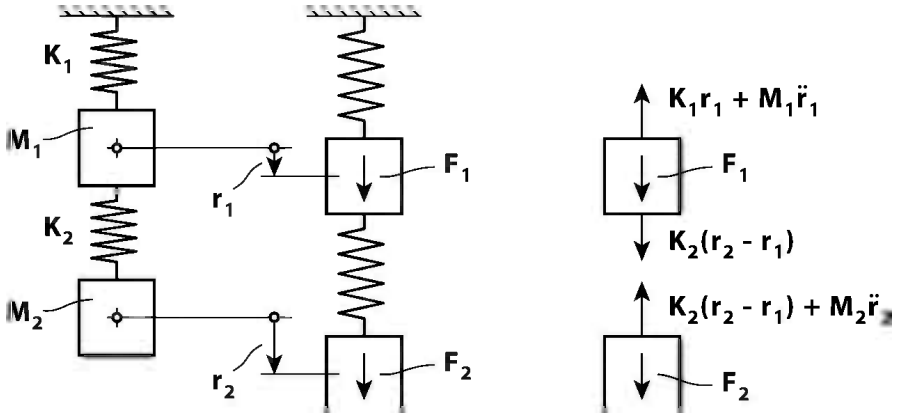 K₁
M₁
r₁
F₁
K₂
M₂
r₂
F₂
K₁r₁ + M₁r̈₁
F₁
K₂(r₂ - r₁)
K₂(r₂ - r₁) + M₂r̈₂
F₂